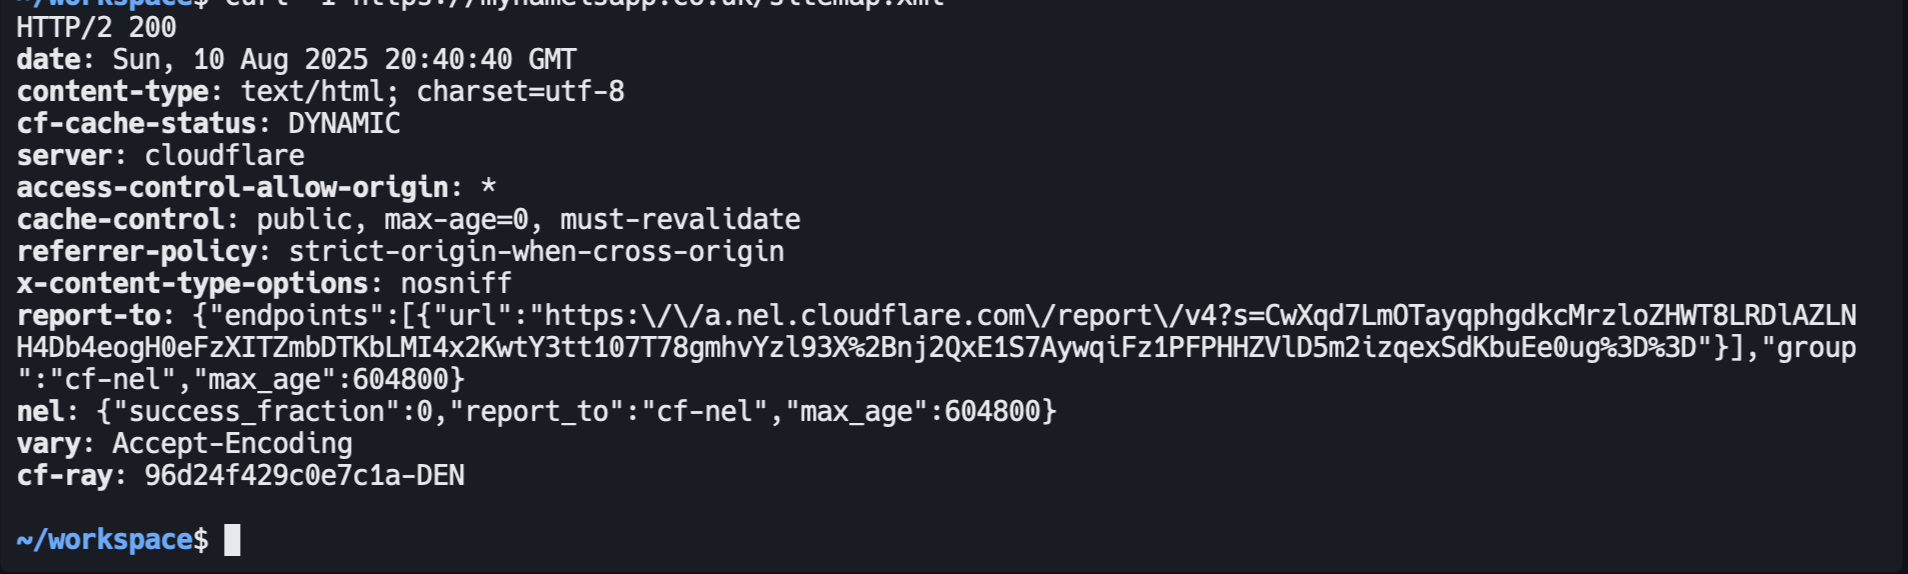 ~/workspace$ curl -I https://mynameisapp.co.uk/sitemap.xml
HTTP/2 200
date: Sun, 10 Aug 2025 20:40:40 GMT
content-type: text/html; charset=utf-8
cf-cache-status: DYNAMIC
server: cloudflare
access-control-allow-origin: *
cache-control: public, max-age=0, must-revalidate
referrer-policy: strict-origin-when-cross-origin
x-content-type-options: nosniff
report-to: {"endpoints":[{"url":"https:\/\/a.nel.cloudflare.com\/report\/v4?s=CwXqd7LmOTayqphgdkcMrzloZHWT8LRDlAZLN
H4Db4eogH0eFzXITZmbDTKbLMI4x2KwtY3tt107T78gmhvYzl93X%2Bnj2QxE1S7AywqiFz1PFPHHZVlD5m2izqexSdKbuEe0ug%3D%3D"}],"group
":"cf-nel","max_age":604800}
nel: {"success_fraction":0,"report_to":"cf-nel","max_age":604800}
vary: Accept-Encoding
cf-ray: 96d24f429c0e7c1a-DEN
~/workspace$